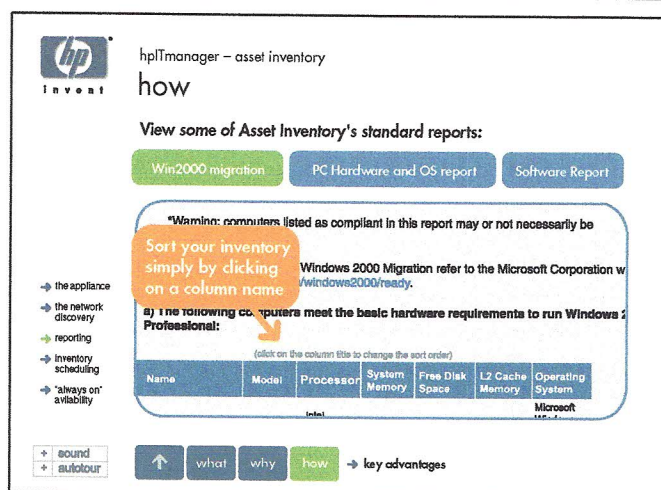 hp
invent
hpITmanager – asset inventory
how
View some of Asset Inventory's standard reports:
Win2000 migration
PC Hardware and OS report
Software Report
*Warning: computers listed as compliant in this report may or not necessarily be
Sort your inventory
simply by clicking
on a column name
Windows 2000 Migration refer to the Microsoft Corporation w
/windows2000/ready.
a) The following computers meet the basic hardware requirements to run Windows 2
Professional:
(click on the column title to change the sort order)
Name Model Processor System Memory Free Disk Space L2 Cache Memory Operating System
Intel Microsoft
the appliance
the network
discovery
reporting
inventory
scheduling
"always on"
avilability
+ sound
+ autotour
what why how key advantages